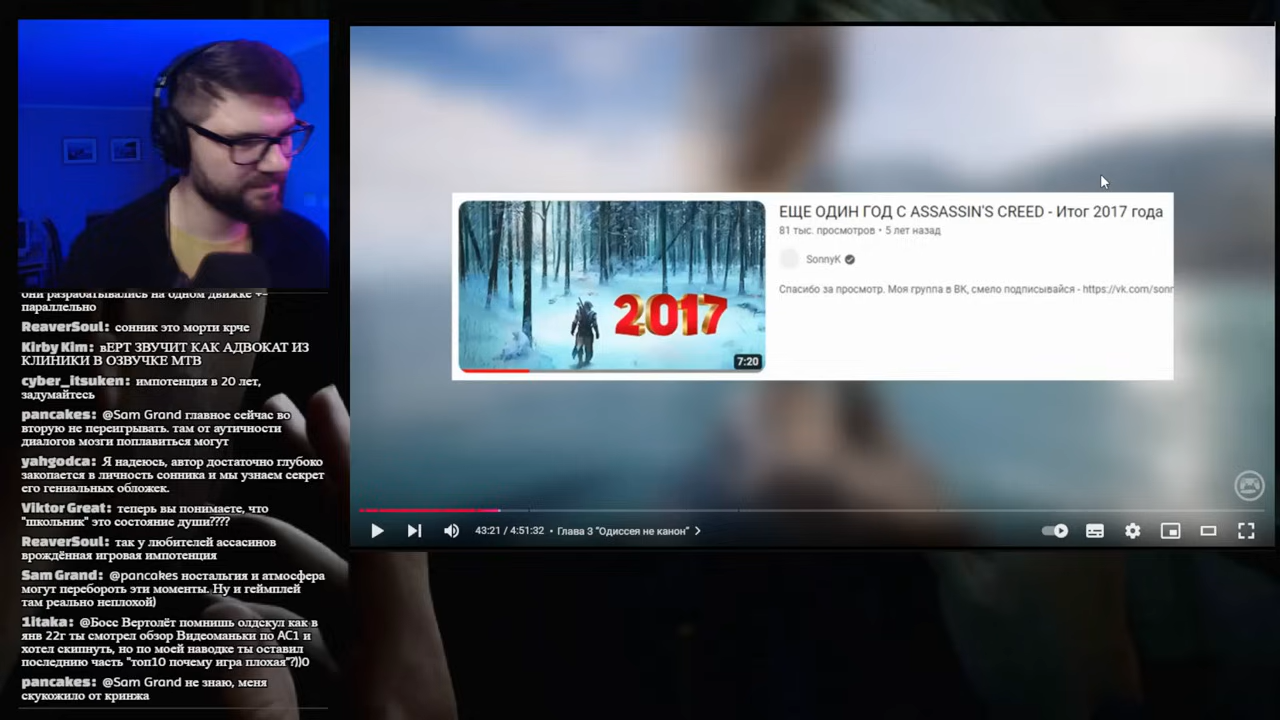 они разрабатывались на одном движке +-
параллельно
ReaverSoul: сонник это морти крче
Kirby Kim: вЕРТ ЗВУЧИТ КАК АДВОКАТ ИЗ
КЛИНИКИ В ОЗВУЧКЕ МТВ
cyber_itsuken: импотенция в 20 лет,
задумайтесь
pancakes: @Sam Grand главное сейчас во
вторую не переигрывать. там от аутичности
диалогов мозги поплавиться могут
yahgodca: Я надеюсь, автор достаточно глубоко
закопается в личность сонника и мы узнаем секрет
его гениальных обложек.
Viktor Great: теперь вы понимаете, что
"школьник" это состояние души????
ReaverSoul: так у любителей ассасинов
врождённая игровая импотенция
Sam Grand: @pancakes ностальгия и атмосфера
могут перебороть эти моменты. Ну и геймплей
там реально неплохой)
1itaka: @Босс Вертолёт помнишь олдскул как в
янв 22г ты смотрел обзор Видеоманьки по АС1 и
хотел скипнуть, но по моей наводке ты оставил
последнию часть "топ10 почему игра плохая"?))0
pancakes: @Sam Grand не знаю, меня
скукожило от кринжа
2017
7:20
ЕЩЕ ОДИН ГОД С ASSASSIN'S CREED - Итог 2017 года
81 тыс. просмотров • 5 лет назад
SonnyK
Спасибо за просмотр. Моя группа в ВК, смело подписывайся - https://vk.com/sonr
43:21 / 4:51:32 • Глава 3 "Одиссея не канон" >